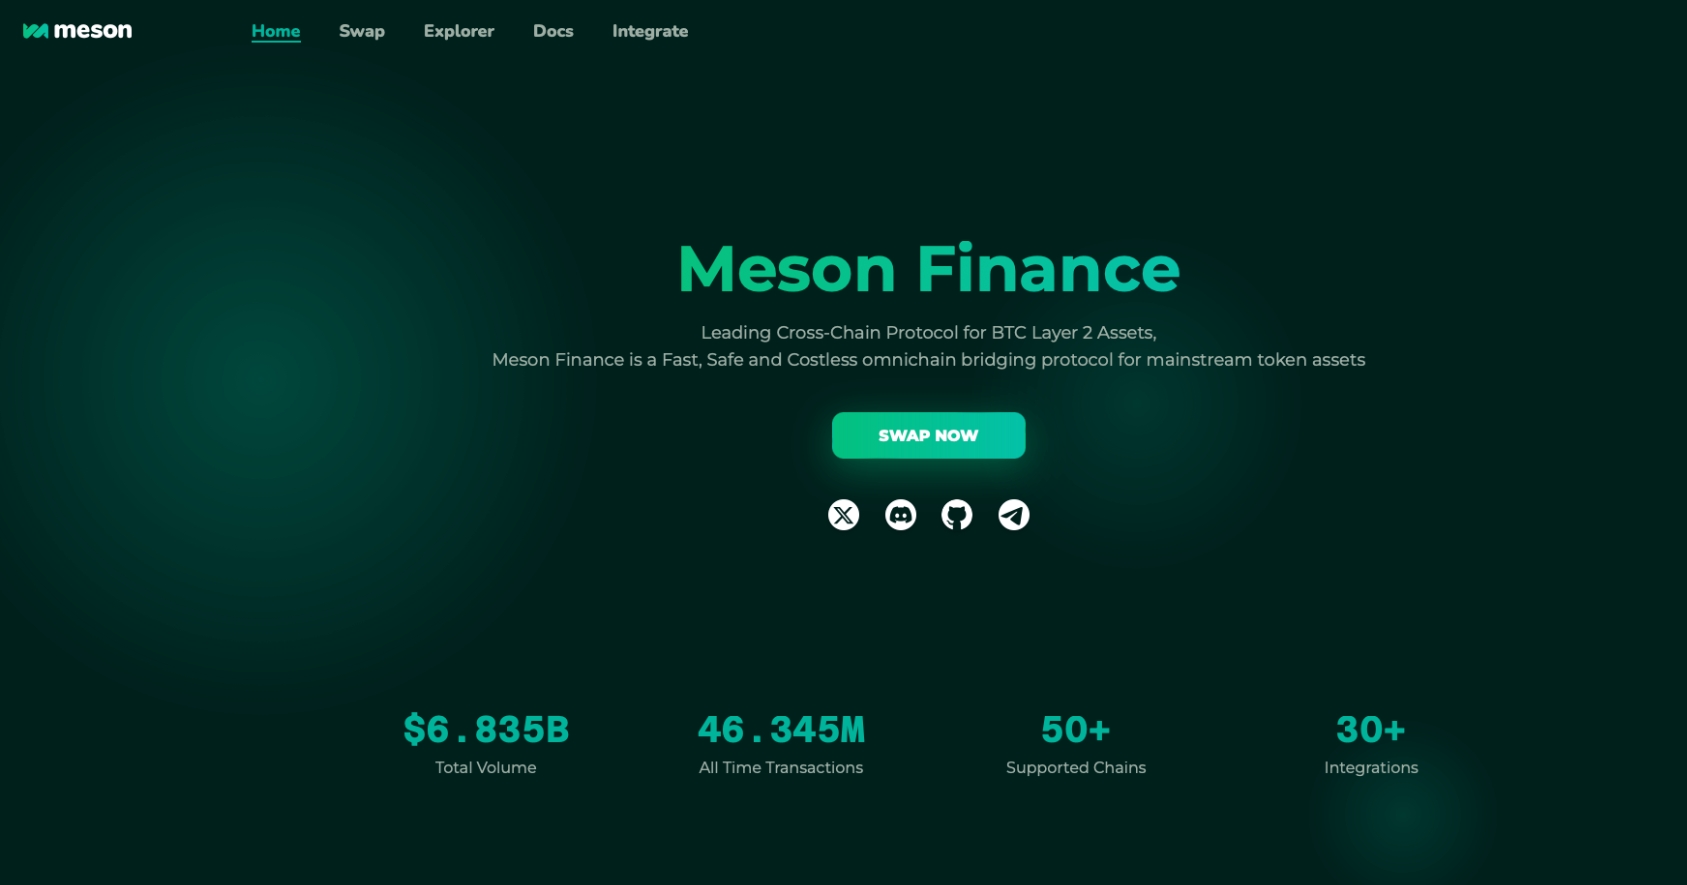 meson
Home Swap Explorer Docs Integrate
Meson Finance
Leading Cross-Chain Protocol for BTC Layer 2 Assets,
Meson Finance is a Fast, Safe and Costless omnichain bridging protocol for mainstream token assets
SWAP NOW
$6.835B 46.345M 50+ 30+
Total Volume All Time Transactions Supported Chains Integrations